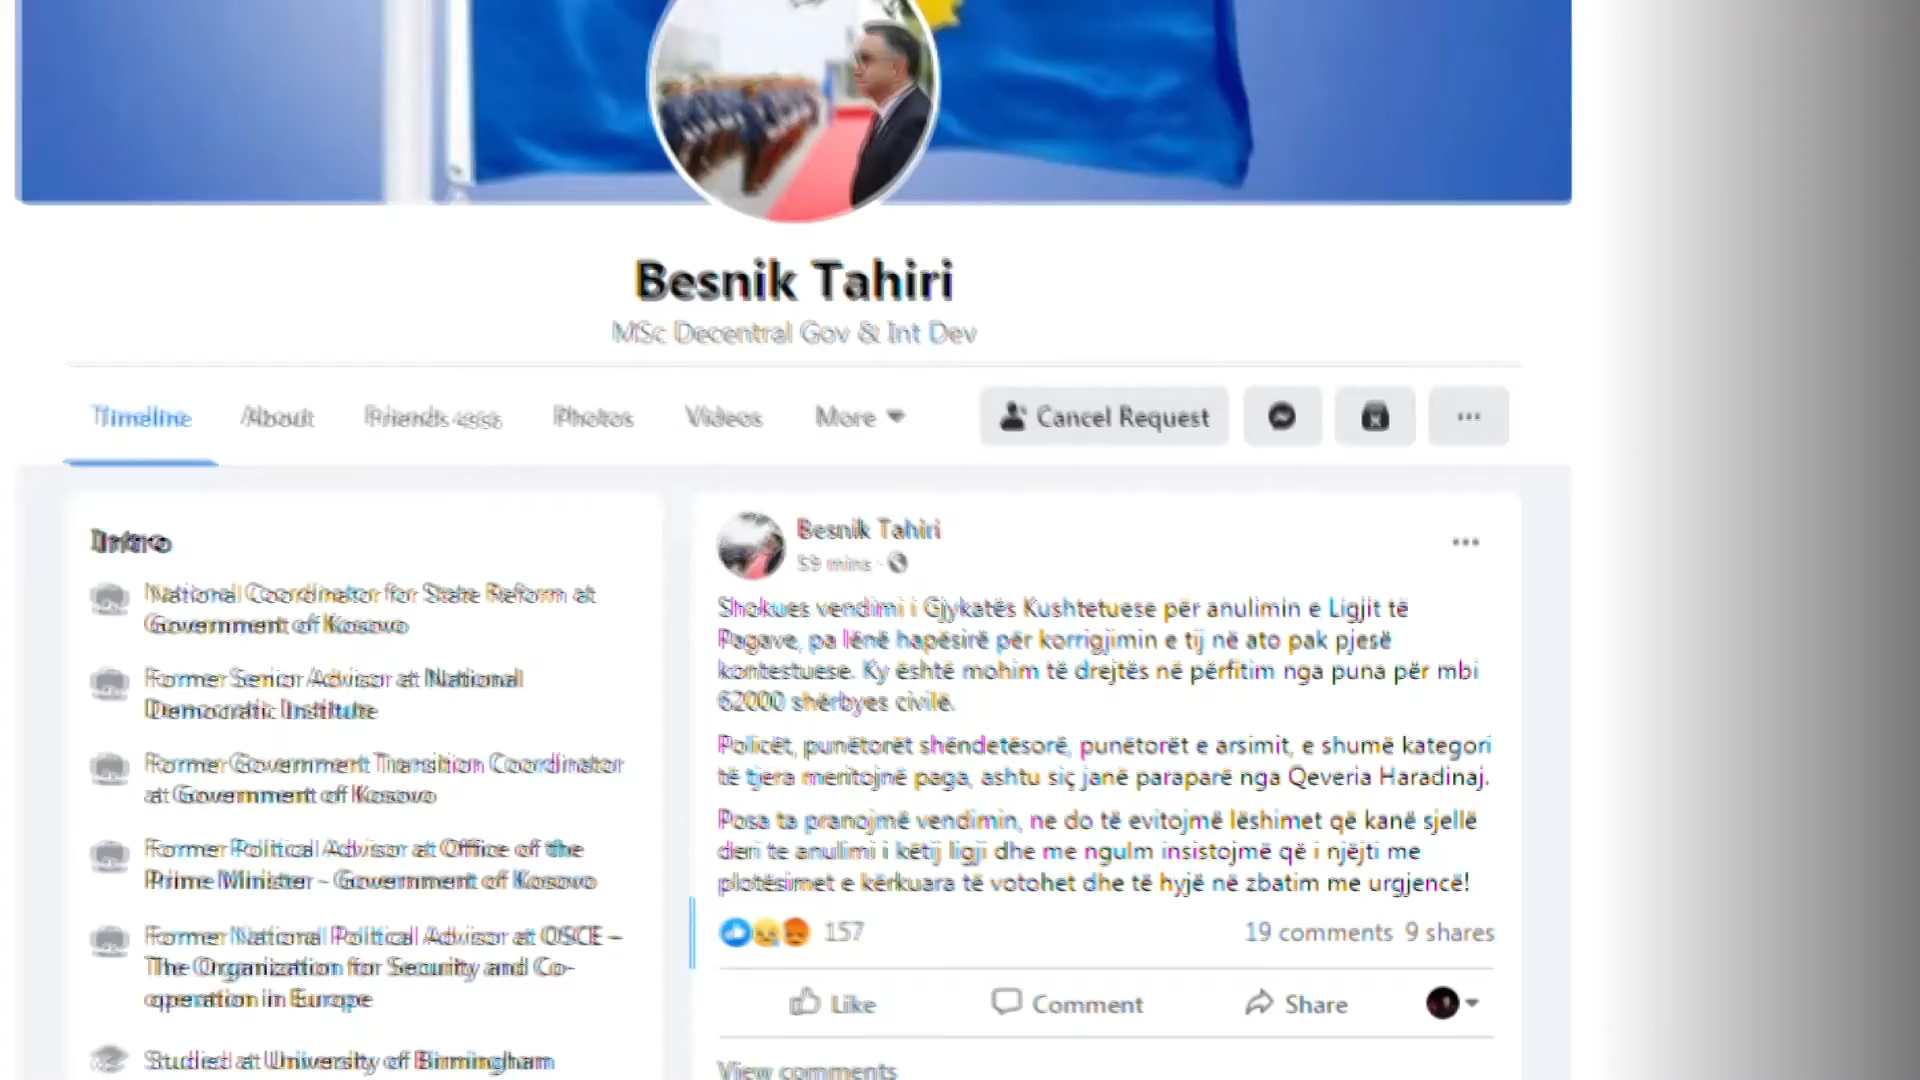 Besnik Tahiri
MSc Decentral Gov & Int Dev
Timeline
About
Friends
Photos
Videos
More
Cancel Request
Intro
National Coordinator for State Reform at
Government of Kosovo
Former Senior Advisor at National
Democratic Institute
Former Government Transition Coordinator
at Government of Kosovo
Former Political Advisor at Office of the
Prime Minister - Government of Kosovo
Former National Political Advisor at OSCE –
The Organization for Security and Co-
operation in Europe
Studied at University of Birmingham
Besnik Tahiri
59 mins ·
Shokues vendimi i Gjykatës Kushtetuese për anulimin e Ligjit të
Pagave, pa lënë hapësirë për korrigjimin e tij në ato pak pjesë
kontestuese. Ky është mohim të drejtës në përfitim nga puna për mbi
62000 shërbyes civilë.
Policët, punëtorët shëndetësorë, punëtorët e arsimit, e shumë kategori
të tjera meritojnë paga, ashtu siç janë paraparë nga Qeveria Haradinaj.
Posa ta pranojmë vendimin, ne do të evitojmë lëshimet që kanë sjellë
deri te anulimi i këtij ligji dhe me ngulm insistojmë që i njëjti me
plotësimet e kërkuara të votohet dhe të hyjë në zbatim me urgjencë!
157
19 comments 9 shares
Like
Comment
Share
View comments